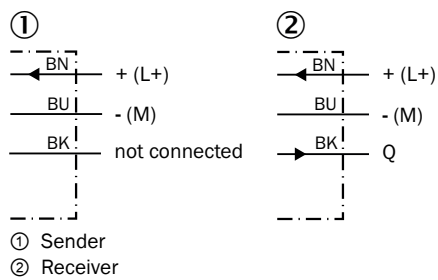 ① ②
BN + (L+) BN + (L+)
BU - (M) BU - (M)
BK not connected BK Q
① Sender
② Receiver